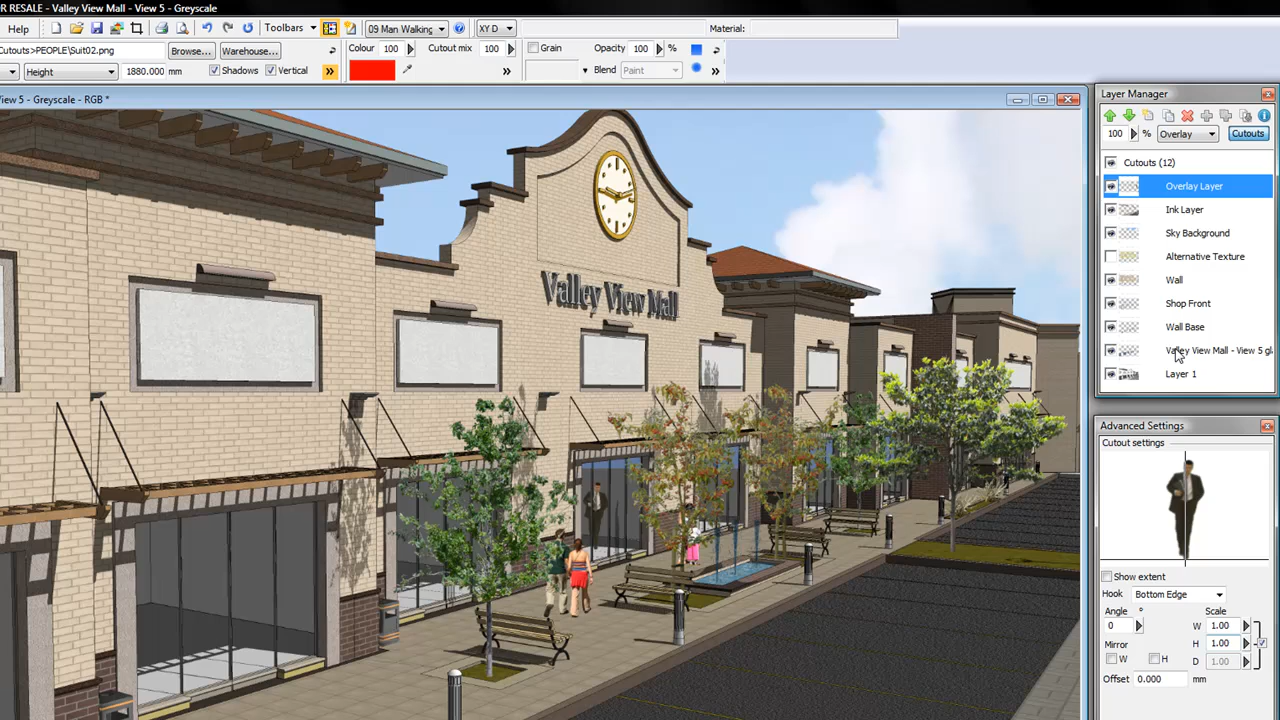 R RESALE - Valley View Mall - View 5 - Greyscale
Help
Toolbars
09 Man Walking
XY D
Material:
Cutouts>PEOPLE\Suit02.png
Browse...
Warehouse...
Colour 100
Cutout mix 100
Grain
Opacity 100 %
Height
1880.000 mm
Shadows
Vertical
Blend Paint
iew 5 - Greyscale - RGB *
Valley View Mall
Layer Manager
100 %
Overlay
Cutouts
Cutouts (12)
Overlay Layer
Ink Layer
Sky Background
Alternative Texture
Wall
Shop Front
Wall Base
Valley View Mall - View 5 gl
Layer 1
Advanced Settings
Cutout settings
Show extent
Hook Bottom Edge
Angle °
Scale
0
W 1.00
Mirror
H 1.00
W
H
D 1.00
Offset 0.000 mm